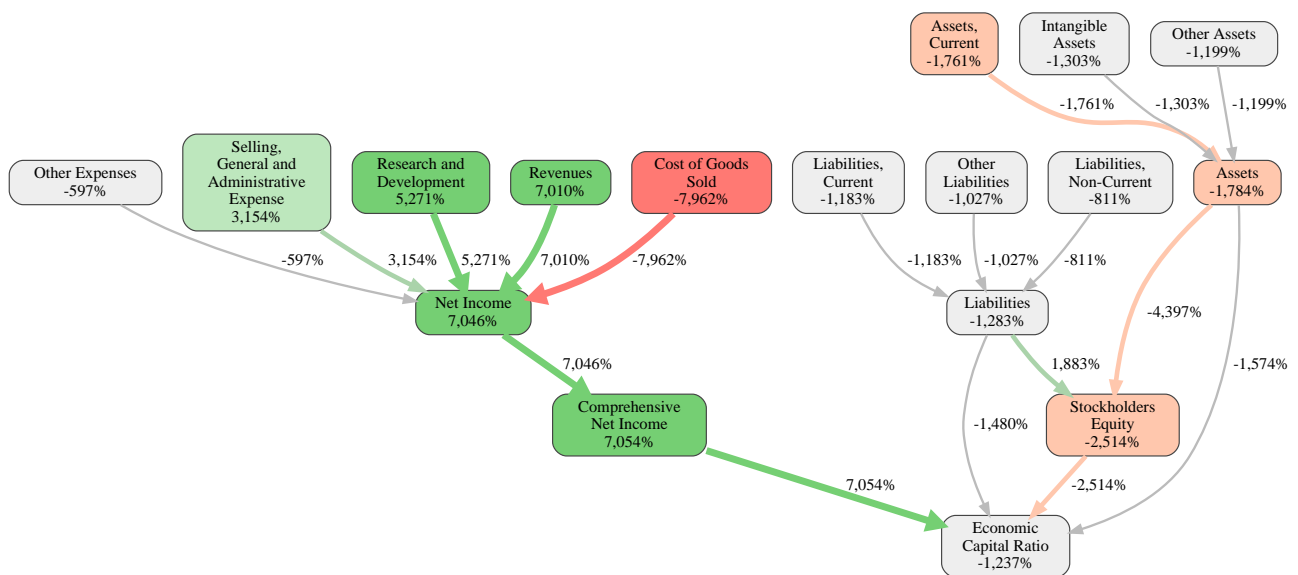 Assets,
Current
-1,761%
Intangible
Assets
-1,303%
Other Assets
-1,199%
-1,761%
-1,303%
-1,199%
Other Expenses
-597%
Selling,
General and
Administrative
Expense
3,154%
Research and
Development
5,271%
Revenues
7,010%
Cost of Goods
Sold
-7,962%
Liabilities,
Current
-1,183%
Other
Liabilities
-1,027%
Liabilities,
Non-Current
-811%
Assets
-1,784%
-597%
3,154%
5,271%
7,010%
-7,962%
-1,183%
-1,027%
-811%
Net Income
7,046%
Liabilities
-1,283%
-4,397%
7,046%
1,883%
-1,574%
Comprehensive
Net Income
7,054%
-1,480%
Stockholders
Equity
-2,514%
7,054%
-2,514%
Economic
Capital Ratio
-1,237%